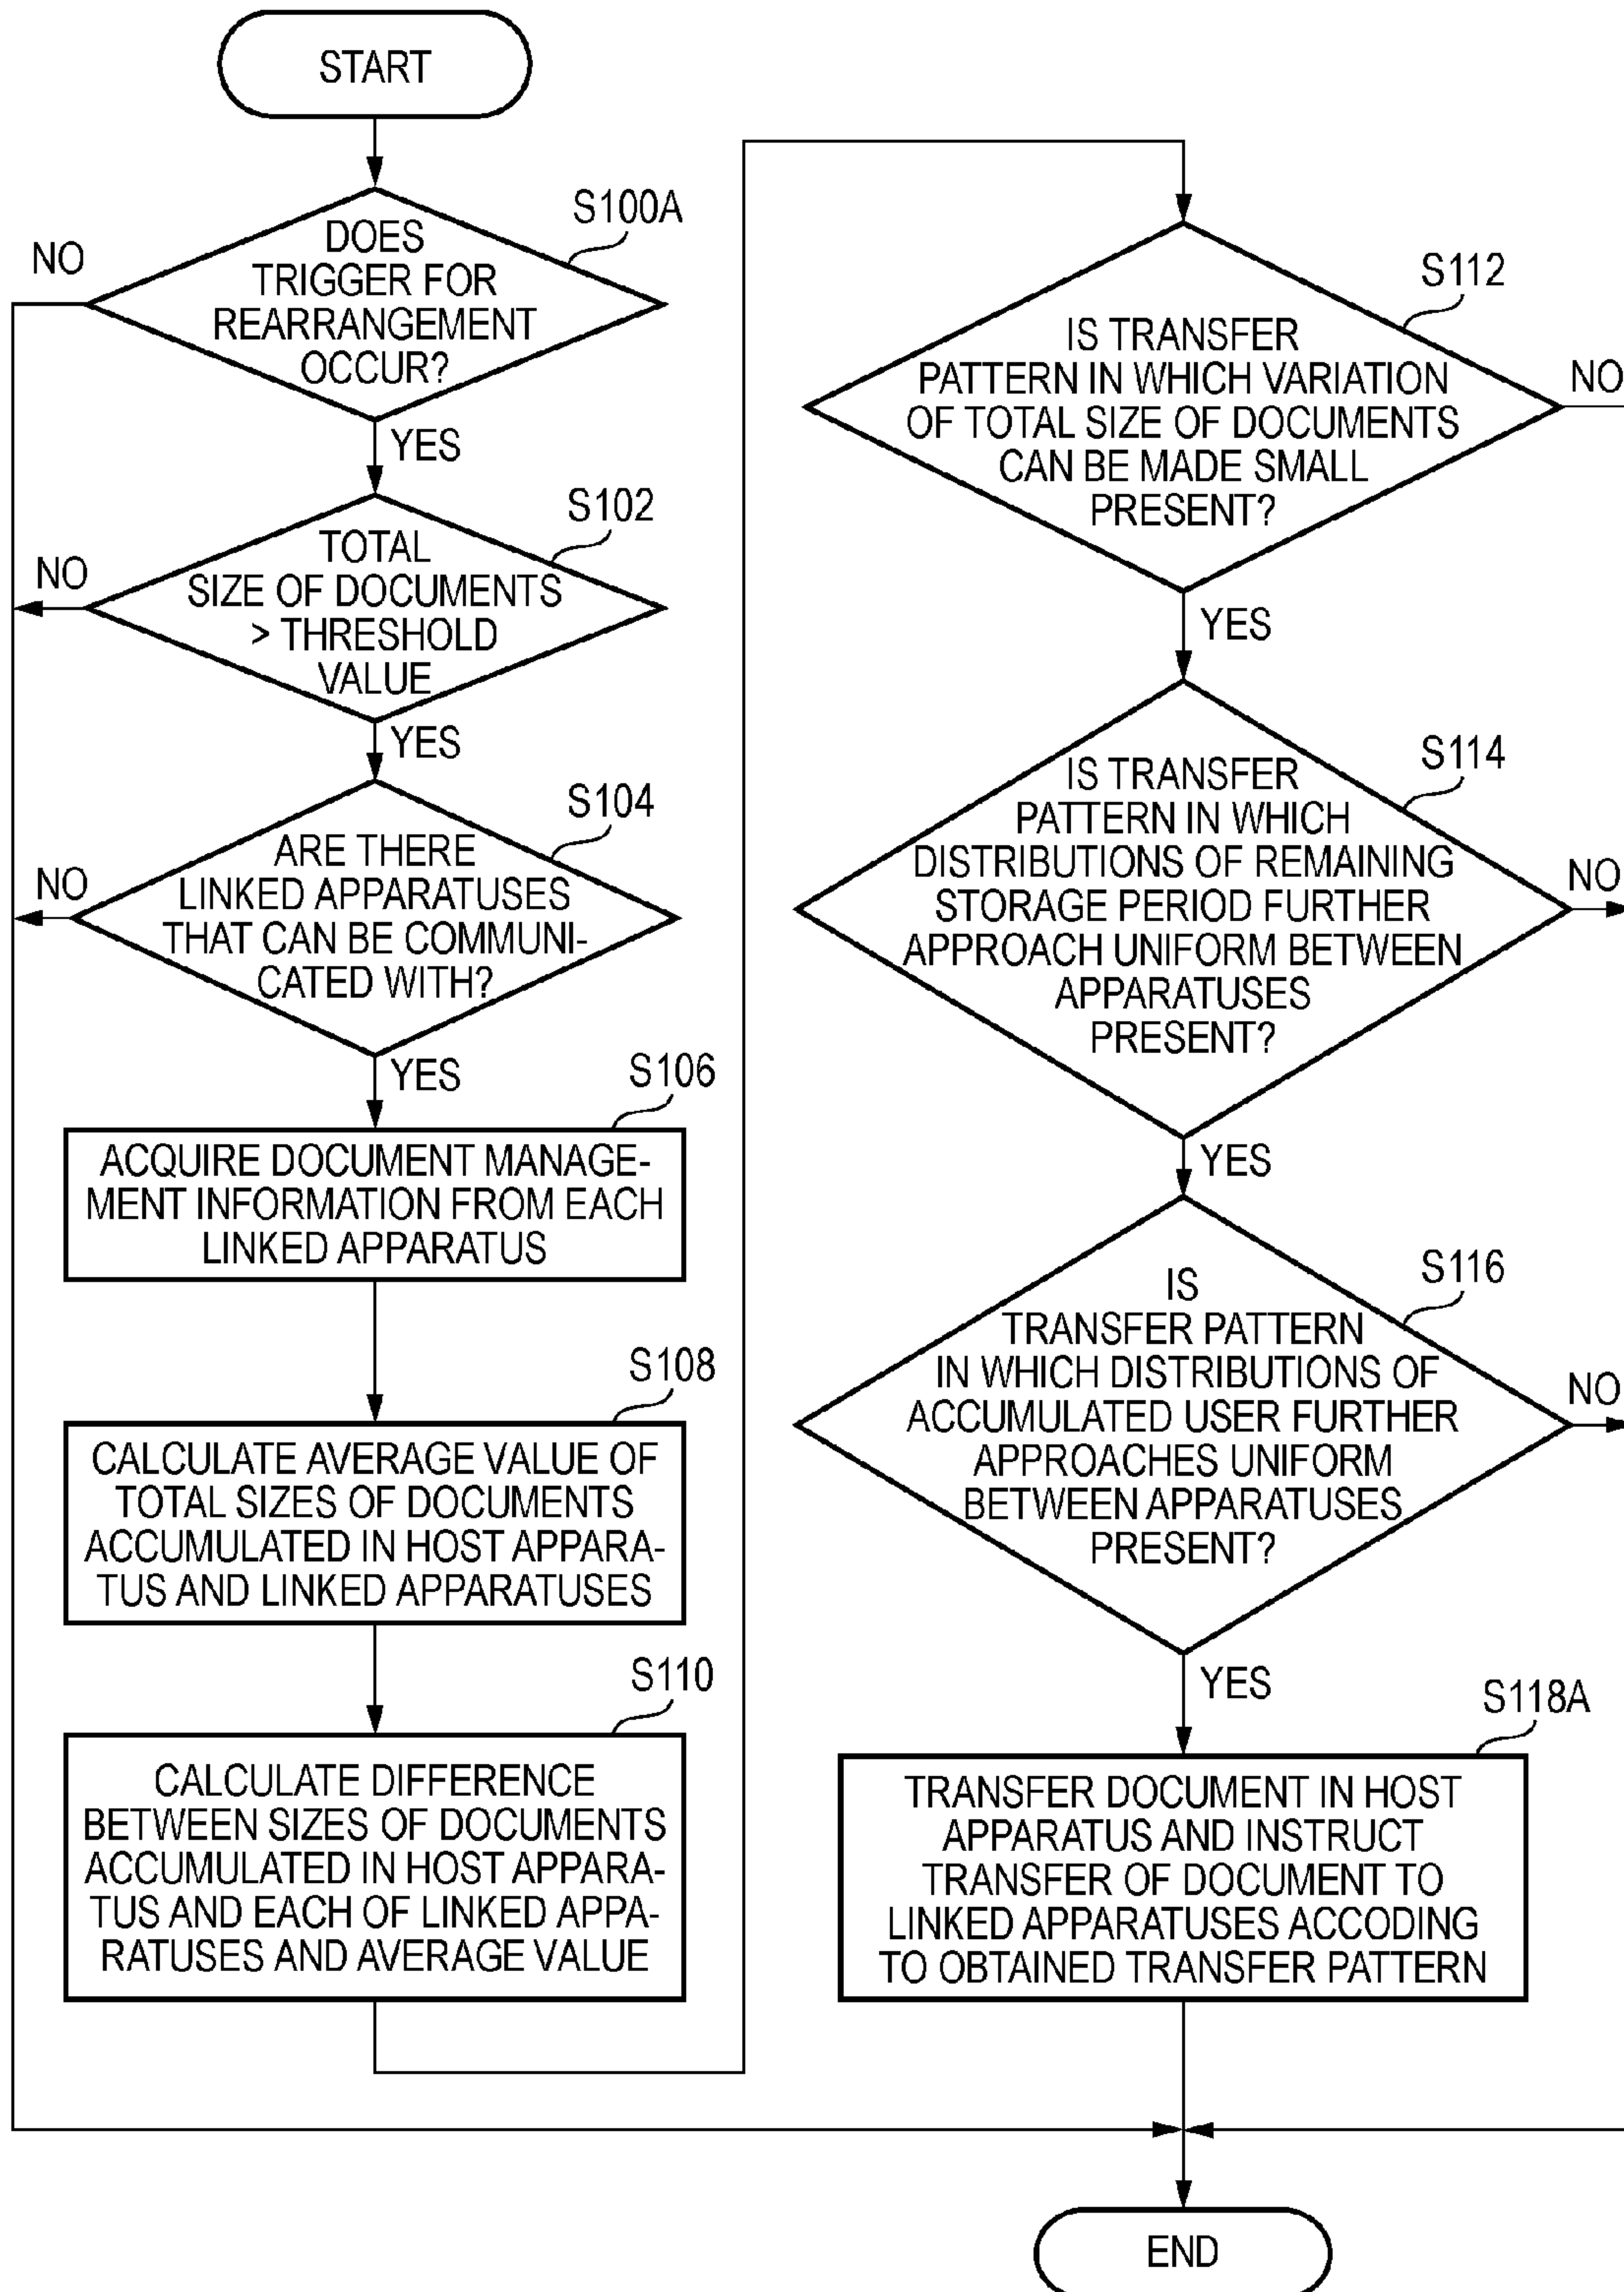 START
S100A
DOES
TRIGGER FOR
REARRANGEMENT
OCCUR?
NO
YES
S102
TOTAL
SIZE OF DOCUMENTS
> THRESHOLD
VALUE
NO
YES
S104
ARE THERE
LINKED APPARATUSES
THAT CAN BE COMMUNI-
CATED WITH?
NO
YES
S106
ACQUIRE DOCUMENT MANAGE-
MENT INFORMATION FROM EACH
LINKED APPARATUS
S108
CALCULATE AVERAGE VALUE OF
TOTAL SIZES OF DOCUMENTS
ACCUMULATED IN HOST APPARA-
TUS AND LINKED APPARATUSES
S110
CALCULATE DIFFERENCE
BETWEEN SIZES OF DOCUMENTS
ACCUMULATED IN HOST APPARA-
TUS AND EACH OF LINKED APPA-
RATUSES AND AVERAGE VALUE
S112
IS TRANSFER
PATTERN IN WHICH VARIATION
OF TOTAL SIZE OF DOCUMENTS
CAN BE MADE SMALL
PRESENT?
NO
YES
S114
IS TRANSFER
PATTERN IN WHICH
DISTRIBUTIONS OF REMAINING
STORAGE PERIOD FURTHER
APPROACH UNIFORM BETWEEN
APPARATUSES
PRESENT?
NO
YES
S116
IS
TRANSFER PATTERN
IN WHICH DISTRIBUTIONS OF
ACCUMULATED USER FURTHER
APPROACHES UNIFORM
BETWEEN APPARATUSES
PRESENT?
NO
YES
S118A
TRANSFER DOCUMENT IN HOST
APPARATUS AND INSTRUCT
TRANSFER OF DOCUMENT TO
LINKED APPARATUSES ACCODING
TO OBTAINED TRANSFER PATTERN
END